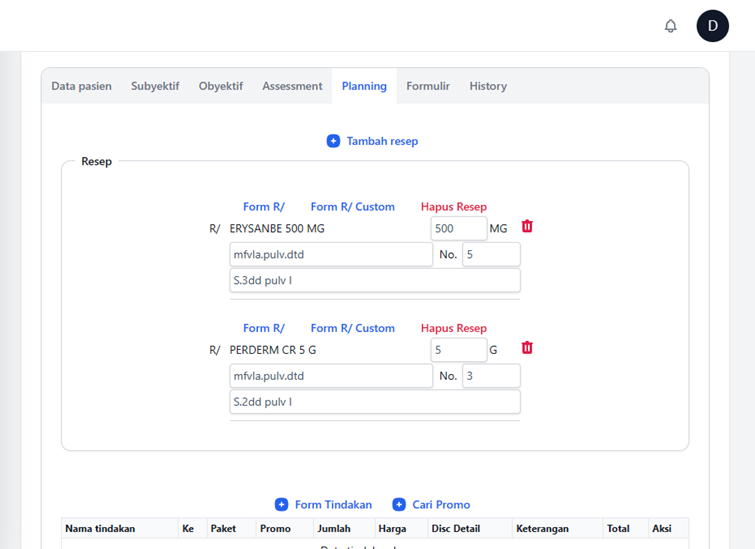 D
Data pasien Subyektif Obyektif Assessment Planning Formulir History
Tambah resep
Resep
Form R/ Form R/ Custom Hapus Resep
R/ ERYSANBE 500 MG 500 MG
mfvla.pulv.dtd No. 5
S.3dd pulv I
Form R/ Form R/ Custom Hapus Resep
R/ PERDERM CR 5 G 5 G
mfvla.pulv.dtd No. 3
S.2dd pulv I
Form Tindakan Cari Promo
Nama tindakan Ke Paket Promo Jumlah Harga Disc Detail Keterangan Total Aksi